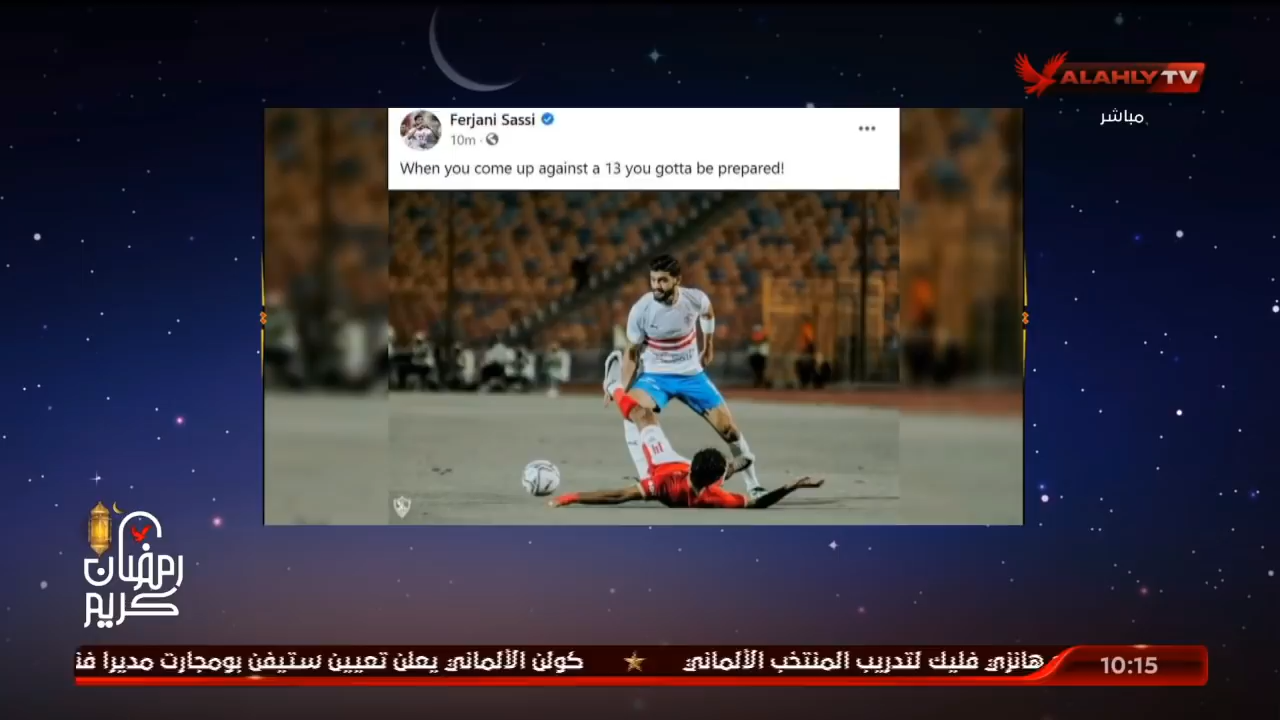 ALAHLY TV
مباشر
Ferjani Sassi
10m
When you come up against a 13 you gotta be prepared!
رمضان
كريم
هانزي فليك لتدريب المنتخب الألماني
كولن الألماني يعلن تعيين ستيفن بومجارت مديرا
10:15